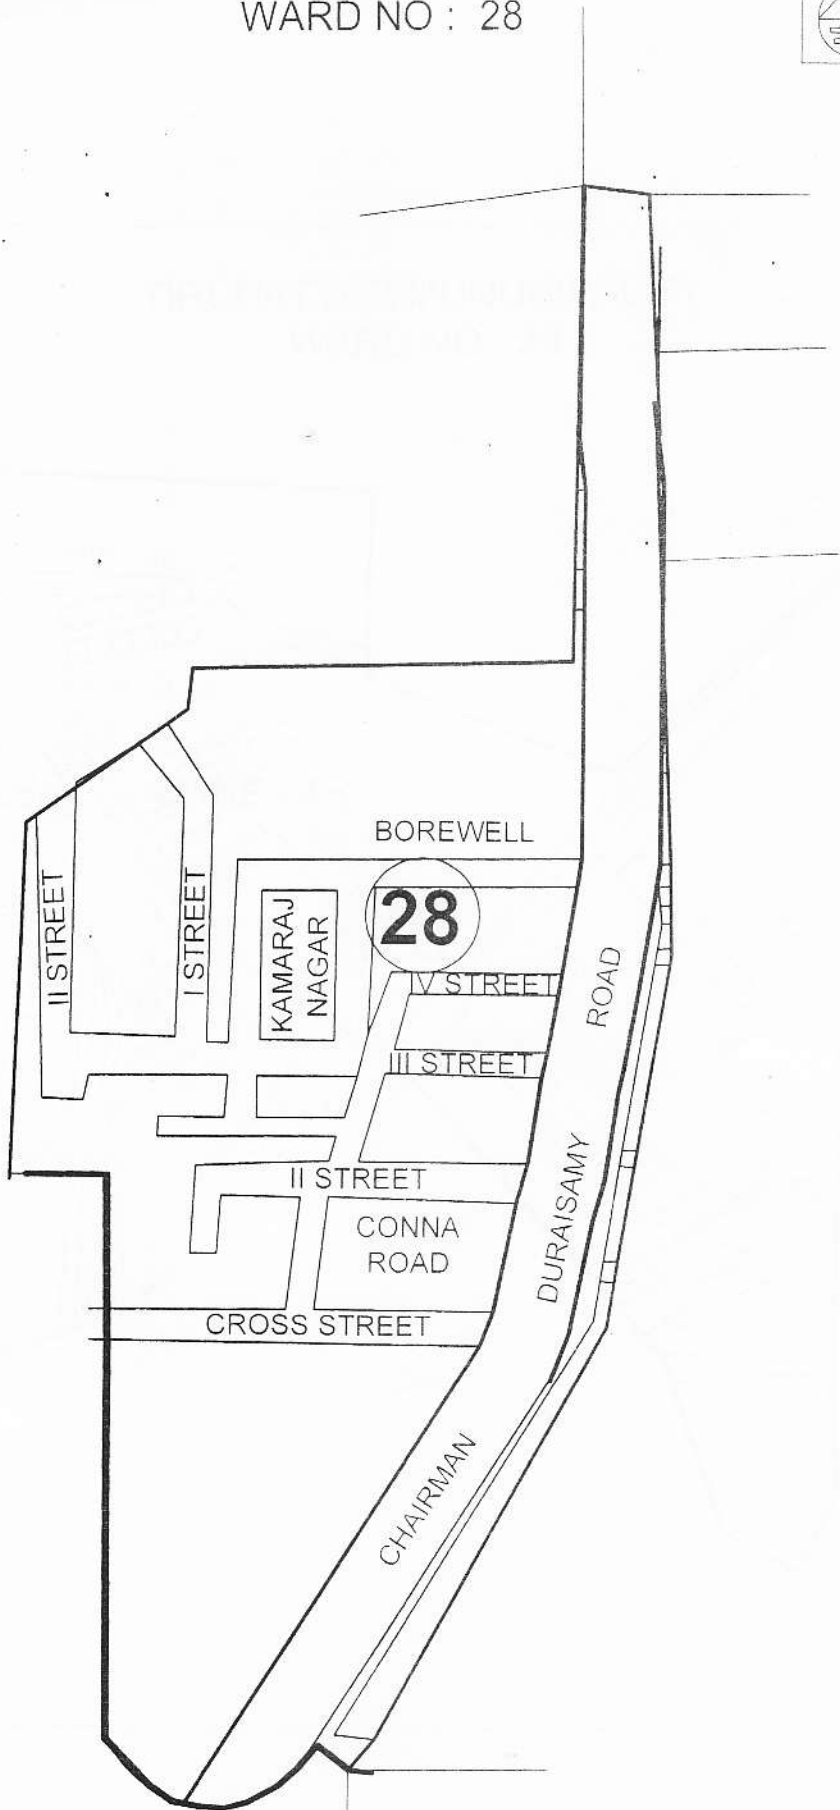 WARD NO : 28
BOREWELL
28
II STREET
I STREET
KAMARAJ
NAGAR
IV STREET
ROAD
III STREET
II STREET
DURAISAMY
CONNA
ROAD
CROSS STREET
CHAIRMAN